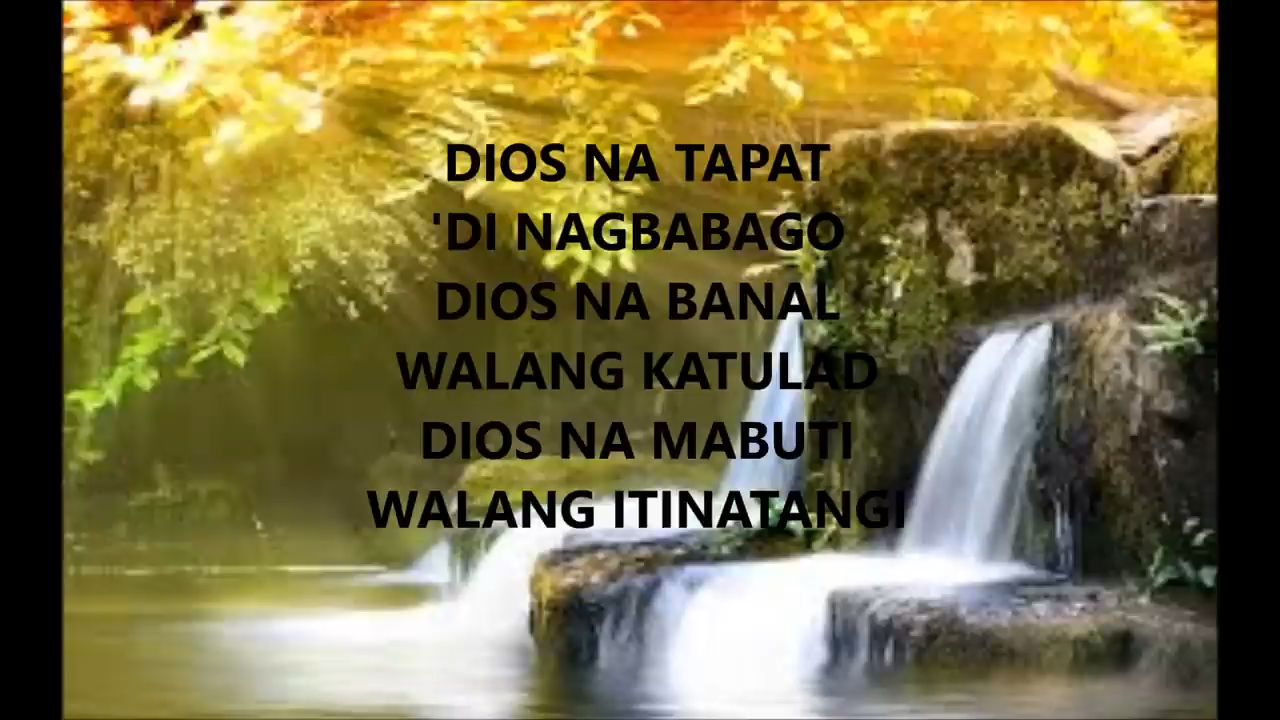 DIOS NA TAPAT
'DI NAGBABAGO
DIOS NA BANAL
WALANG KATULAD
DIOS NA MABUTI
WALANG ITINATANGI